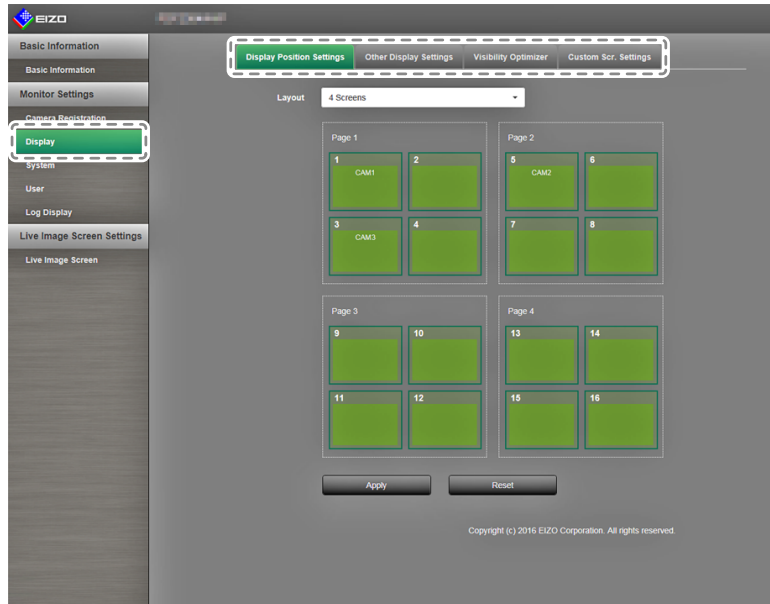 EIZO
Basic Information
Basic Information
Monitor Settings
Camera Registration
Display
System
User
Log Display
Live Image Screen Settings
Live Image Screen
Display Position Settings Other Display Settings Visibility Optimizer Custom Scr. Settings
Layout 4 Screens
Page 1
1 CAM1
2
3 CAM3
4
Page 2
5 CAM2
6
7
8
Page 3
9
10
11
12
Page 4
13
14
15
16
Apply Reset
Copyright (c) 2016 EIZO Corporation. All rights reserved.